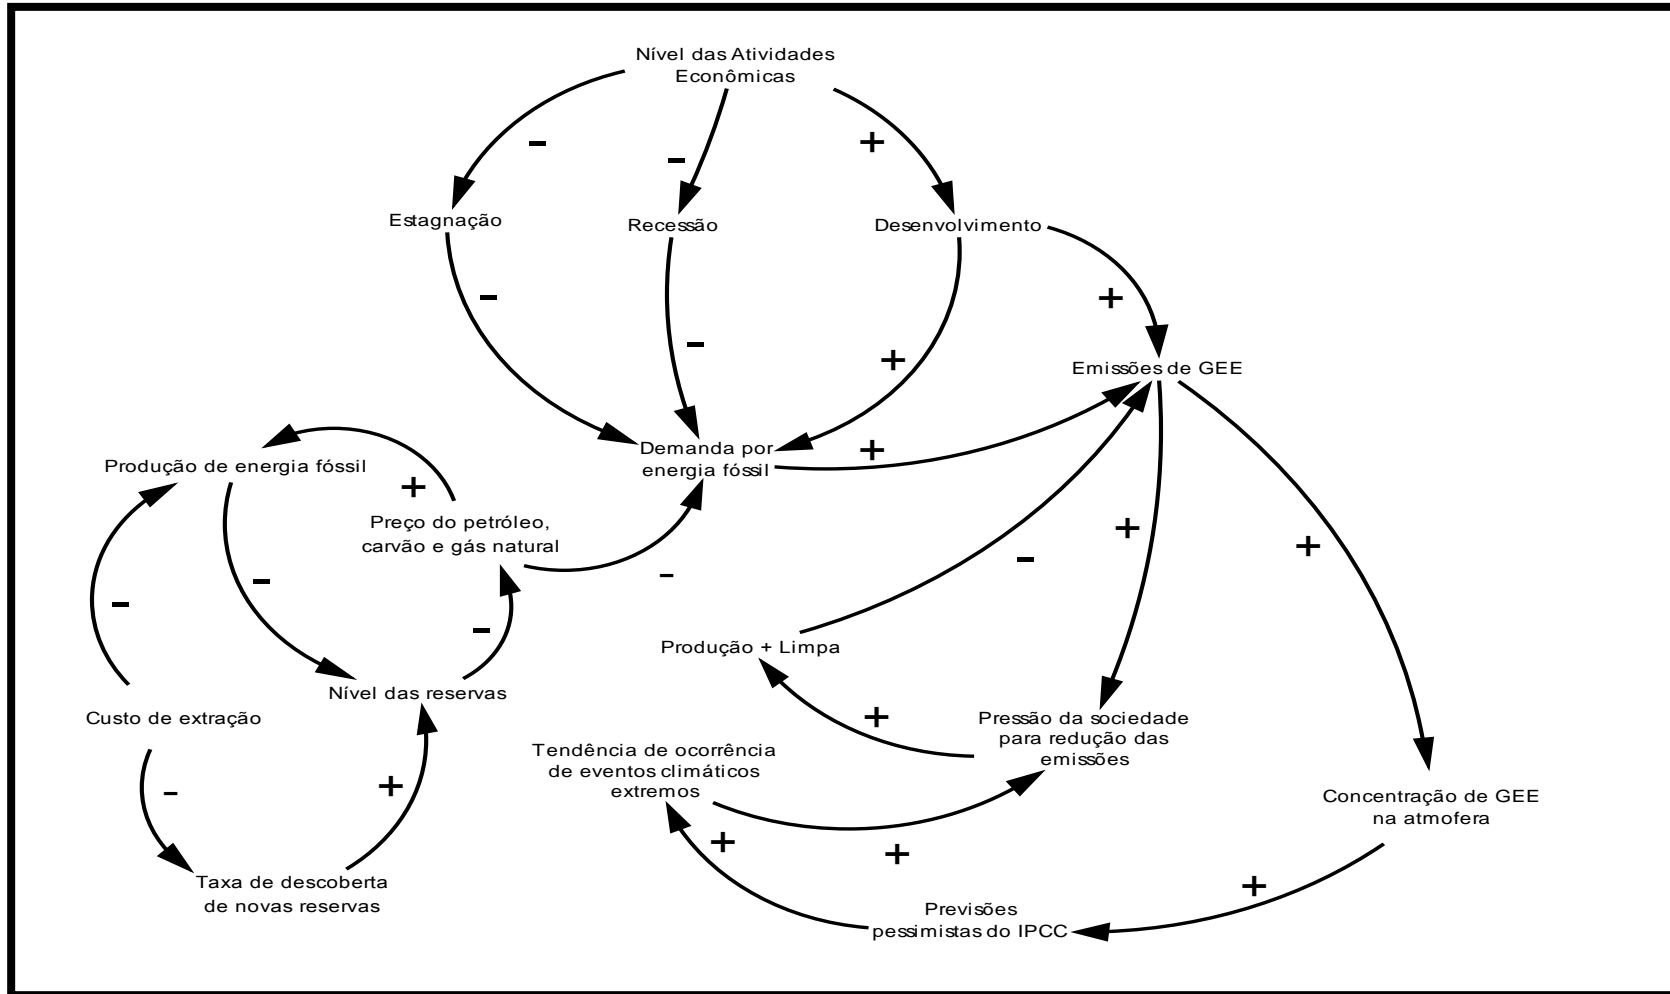 Nível das Atividades
Econômicas
-
-
+
Estagnação
Recessão
Desenvolvimento
-
-
+
+
Emissões de GEE
Demanda por
energia fóssil
+
Produção de energia fóssil
+
Preço do petróleo,
carvão e gás natural
-
-
-
-
+
-
+
Produção + Limpa
Nível das reservas
Custo de extração
+
Pressão da sociedade
para redução das
emissões
Tendência de ocorrência
de eventos climáticos
extremos
-
+
Concentração de GEE
na atmofera
+
+
Taxa de descoberta
de novas reservas
+
Previsões
pessimistas do IPCC